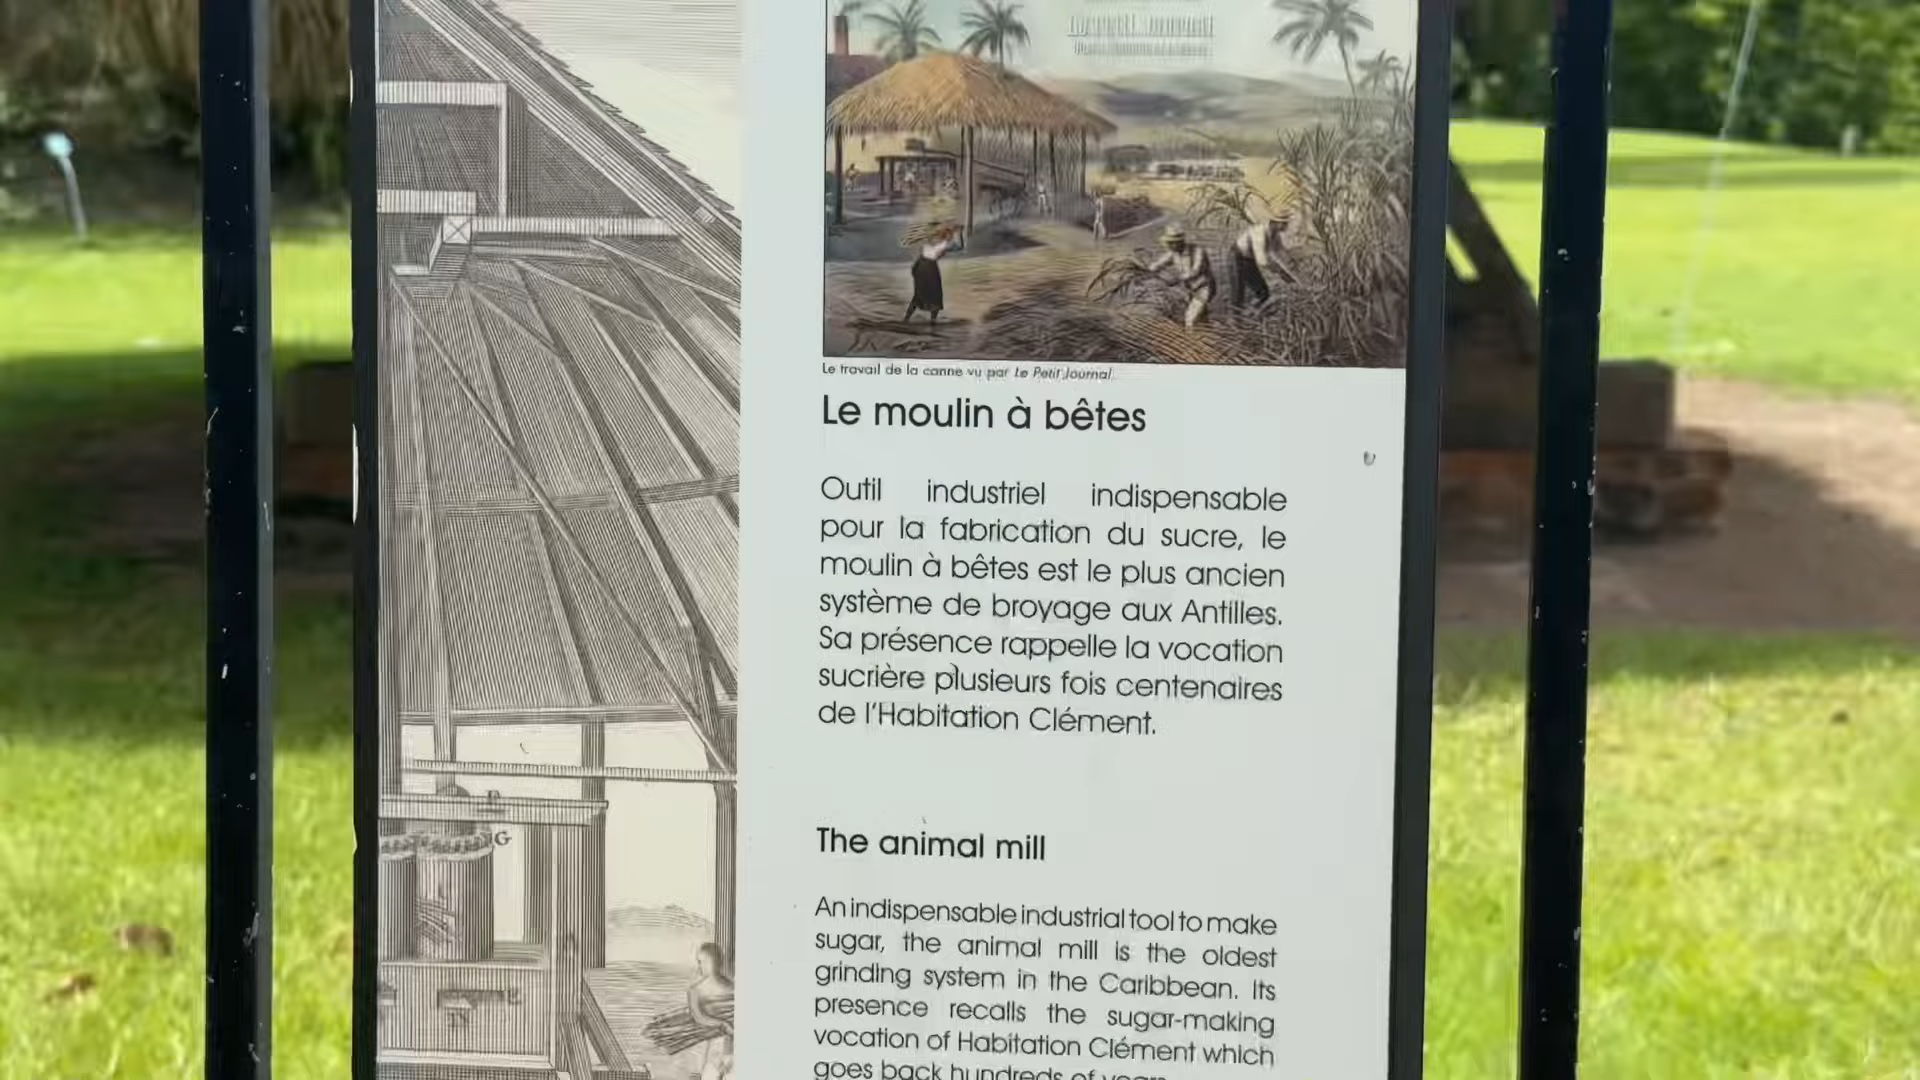 Le travail de la canne vu par Le Petit Journal.
Le moulin à bêtes
Outil industriel indispensable
pour la fabrication du sucre, le
moulin à bêtes est le plus ancien
système de broyage aux Antilles.
Sa présence rappelle la vocation
sucrière plusieurs fois centenaires
de l'Habitation Clément.
The animal mill
An indispensable industrial tool to make
sugar, the animal mill is the oldest
grinding system in the Caribbean. Its
presence recalls the sugar-making
vocation of Habitation Clément which
goes back hundreds of years
G